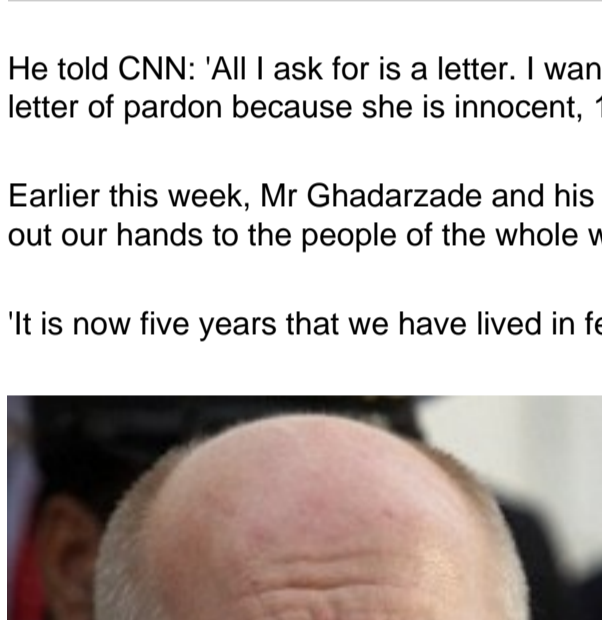 He told CNN: 'All I ask for is a letter. I wan
letter of pardon because she is innocent, 1
Earlier this week, Mr Ghadarzade and his
out our hands to the people of the whole w
'It is now five years that we have lived in fe